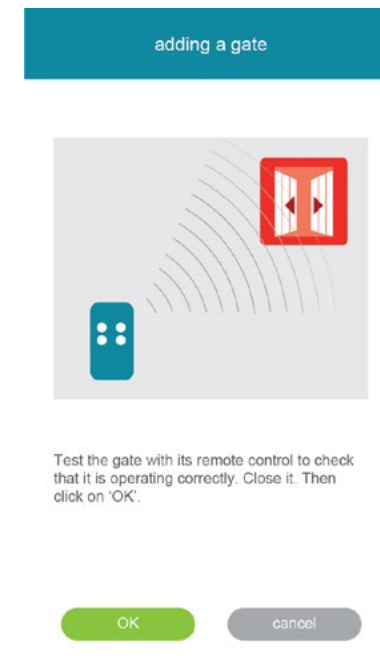 adding a gate
Test the gate with its remote control to check
that it is operating correctly. Close it. Then
click on ‘OK’.
OK
cancel